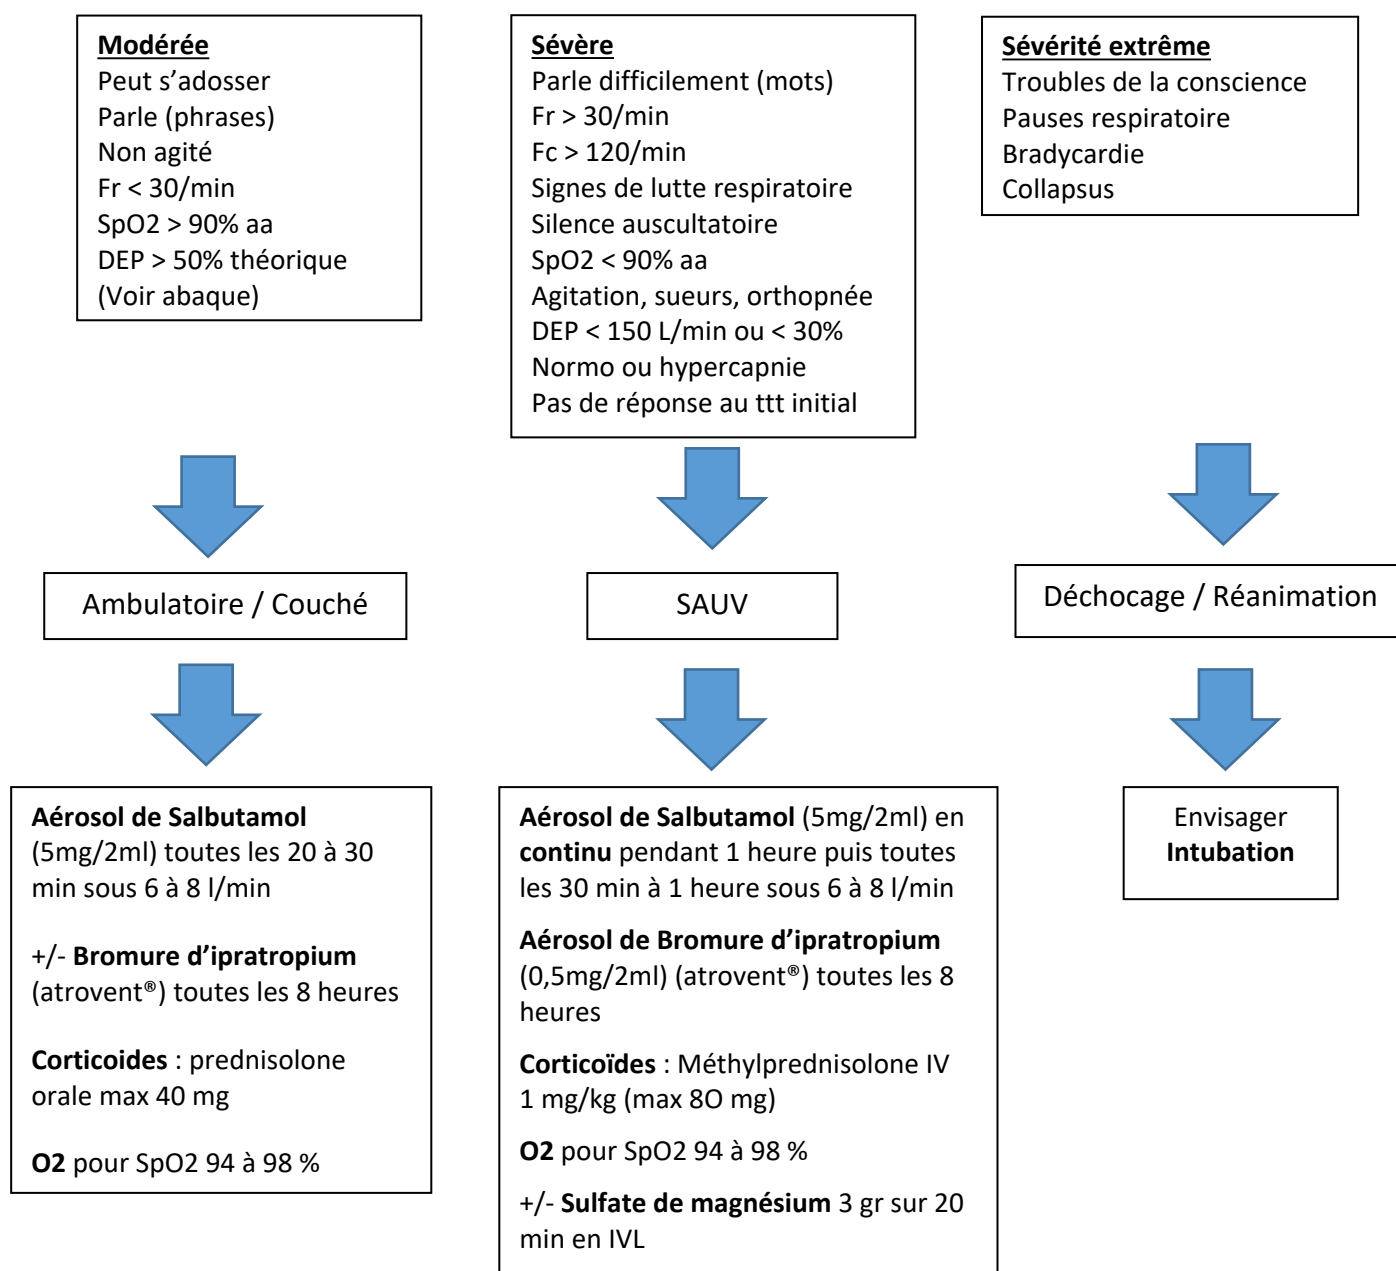 Modérée
Peut s’adosser
Parle (phrases)
Non agité
Fr < 30/min
SpO2 > 90% aa
DEP > 50% théorique
(Voir abaque)
Sévère
Parle difficilement (mots)
Fr > 30/min
Fc > 120/min
Signes de lutte respiratoire
Silence auscultatoire
SpO2 < 90% aa
Agitation, sueurs, orthopnée
DEP < 150 L/min ou < 30%
Normo ou hypercapnie
Pas de réponse au ttt initial
Sévérité extrême
Troubles de la conscience
Pauses respiratoire
Bradycardie
Collapsus
Ambulatoire / Couché
SAUV
Déchocage / Réanimation
Aérosol de Salbutamol
(5mg/2ml) toutes les 20 à 30
min sous 6 à 8 l/min
+/- Bromure d’ipratropium
(atrovent®) toutes les 8 heures
Corticoides : prednisolone
orale max 40 mg
O2 pour SpO2 94 à 98 %
Aérosol de Salbutamol (5mg/2ml) en
continu pendant 1 heure puis toutes
les 30 min à 1 heure sous 6 à 8 l/min
Aérosol de Bromure d’ipratropium
(0,5mg/2ml) (atrovent®) toutes les 8
heures
Corticoïdes : Méthylprednisolone IV
1 mg/kg (max 8O mg)
O2 pour SpO2 94 à 98 %
+/- Sulfate de magnésium 3 gr sur 20
min en IVL
Envisager
Intubation